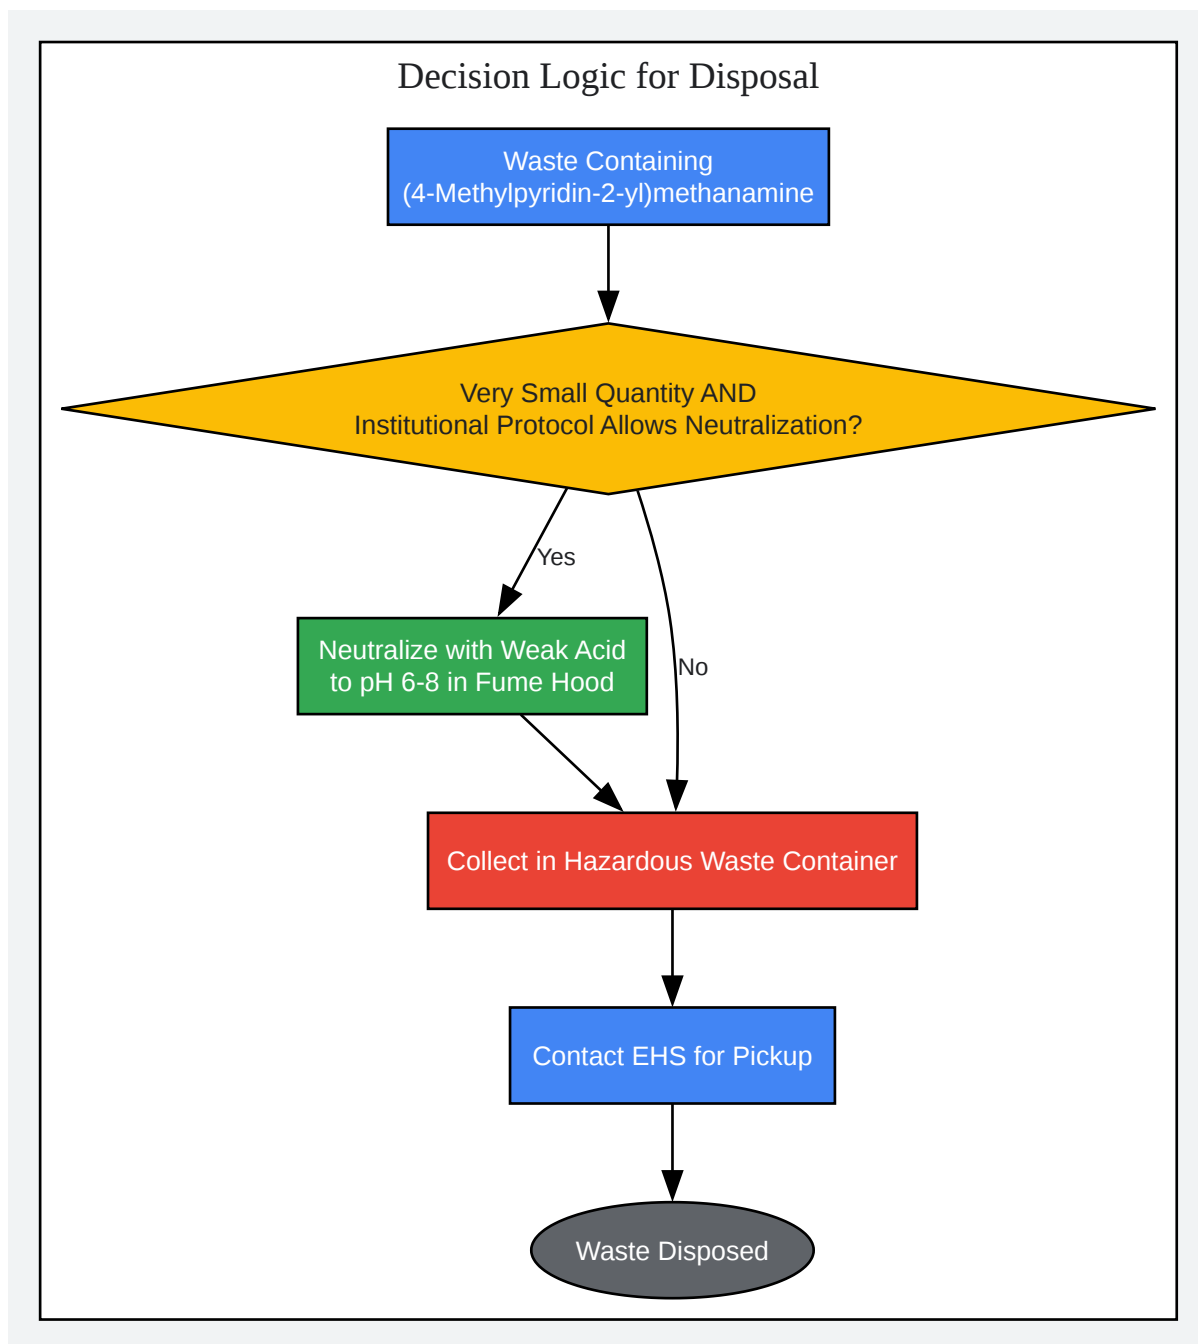 Decision Logic for Disposal
Waste Containing
(4-Methylpyridin-2-yl)methanamine
Very Small Quantity AND
Institutional Protocol Allows Neutralization?
Yes
Neutralize with Weak Acid
to pH 6-8 in Fume Hood
No
Collect in Hazardous Waste Container
Contact EHS for Pickup
Waste Disposed